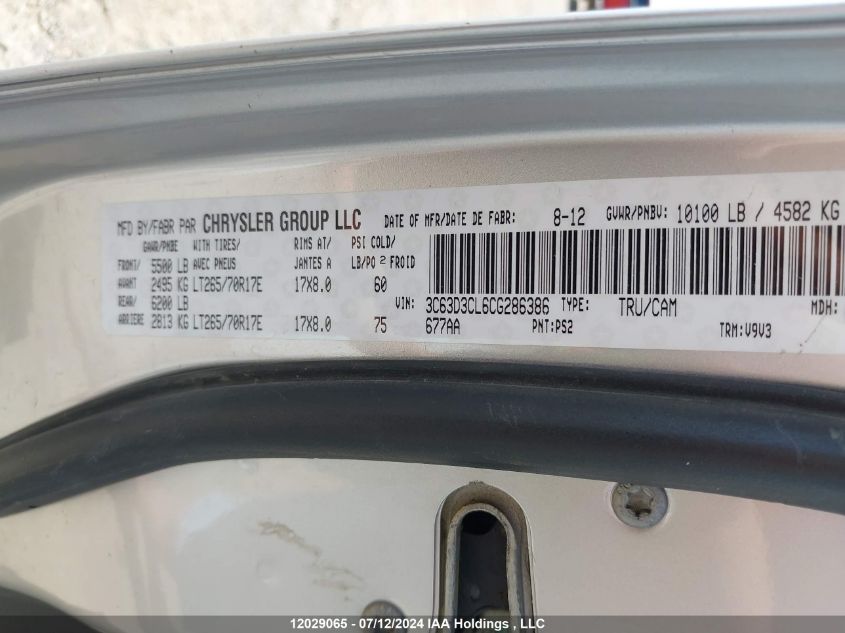 MFD BY/FABR PAR CHRYSLER GROUP LLC DATE OF MFR/DATE DE FABR: 8-12 GVWR/PNBV: 10100 LB / 4582 KG
GAWR/PNBE WITH TIRES/ RIMS AT/ PSI COLD/
FRONT/ 5500 LB AVEC PNEUS JANTES A LB/PO 2 FROID
AVANT 2495 KG LT265/70R17E 17X8.0 60
REAR/ 6200 LB VIN: 3C63D3CL6CG286386 TYPE: TRU/CAM MDH:
ARRIERE 2813 KG LT265/70R17E 17X8.0 75 677AA PNT:PS2 TRM:V9V3
12029065 - 07/12/2024 IAA Holdings , LLC